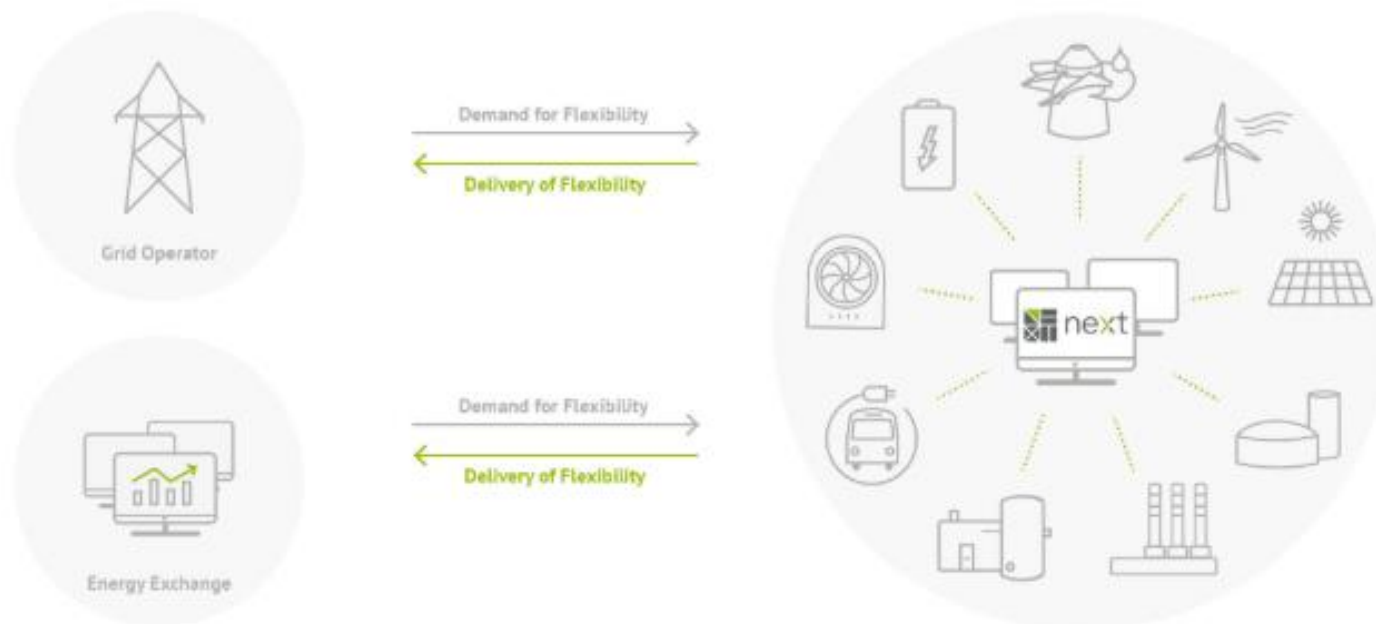 Demand for Flexibility
Delivery of Flexibility
Grid Operator
next
Demand for Flexibility
Delivery of Flexibility
Energy Exchange